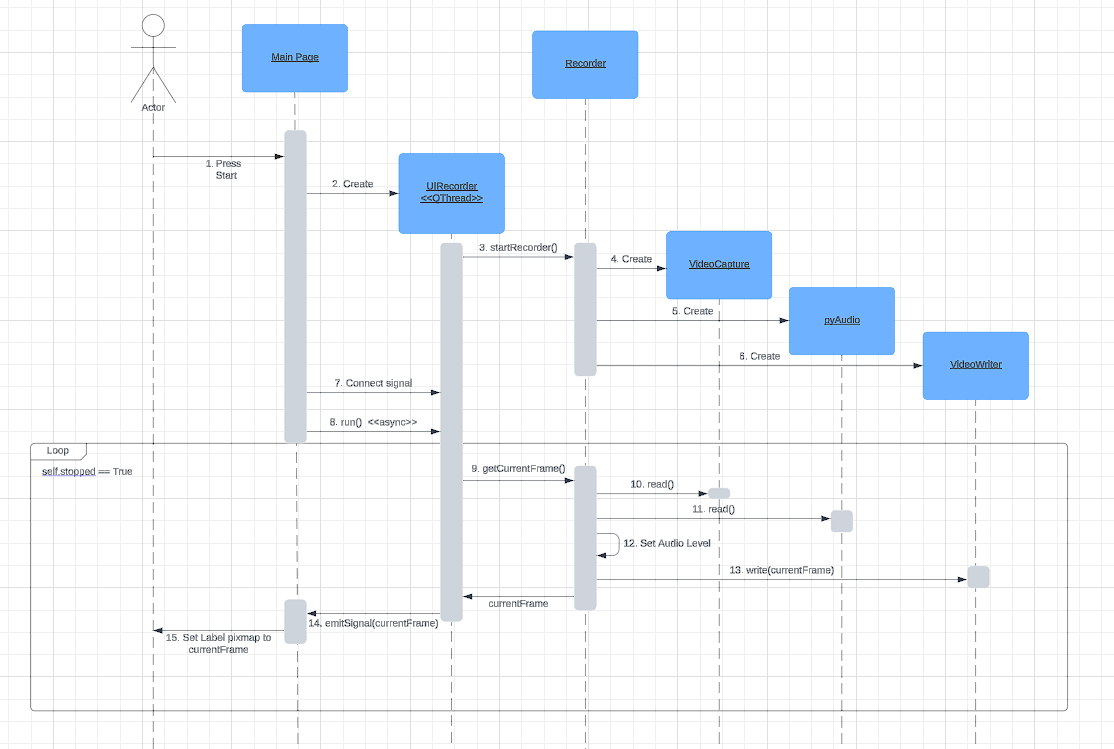 Main Page
Recorder
Actor
1. Press
Start
2. Create
UIRecorder
<<QThread>>
3. startRecorder()
4. Create
VideoCapture
5. Create
pyAudio
6. Create
VideoWriter
7. Connect signal
8. run() <<async>>
Loop
self.stopped == True
9. getCurrentFrame()
10. read()
11. read()
12. Set Audio Level
13. write(currentFrame)
currentFrame
14. emitSignal(currentFrame)
15. Set Label pixmap to
currentFrame